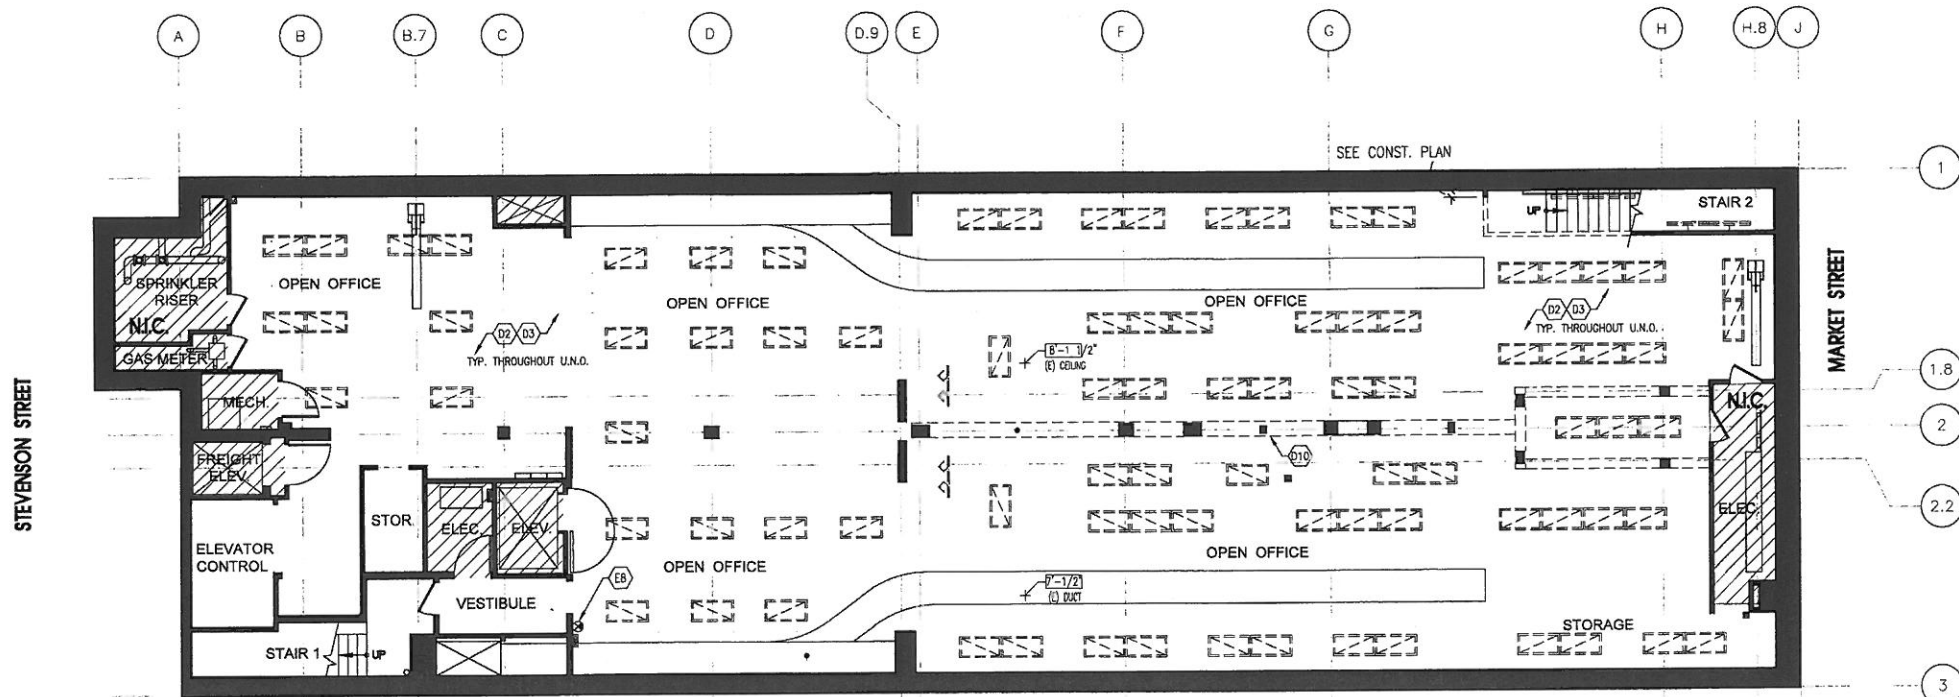 A
B
B.7
C
D
D.9
E
F
G
H
H.8
J
SEE CONST. PLAN
1
UP
STAIR 2
SPRINKLER
RISER
N.I.C.
OPEN OFFICE
OPEN OFFICE
OPEN OFFICE
D2
D3
TYP. THROUGHOUT U.N.O.
D2
D3
TYP. THROUGHOUT U.N.O.
MARKET STREET
GAS METER
8'-1 1/2"
(E) CEILING
1.8
STEVENSON STREET
MECH.
N.I.C.
2
FREIGHT
ELEV.
D10
2.2
STOR.
ELEC.
ELEV.
ELEC.
ELEVATOR
CONTROL
OPEN OFFICE
OPEN OFFICE
E8
7'-1/2"
(E) DUCT
VESTIBULE
STORAGE
STAIR 1
UP
3